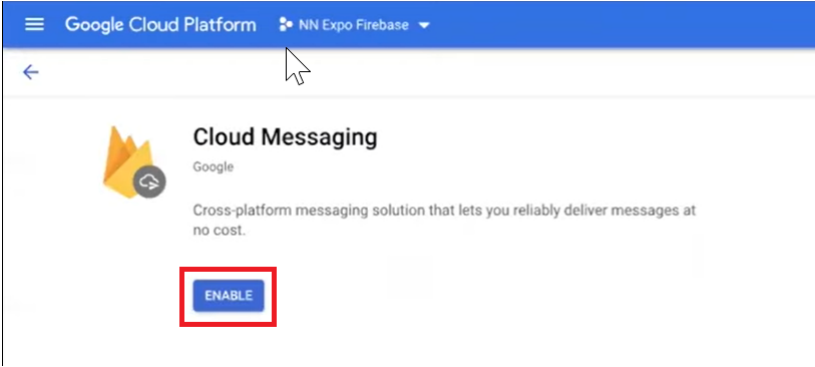 Google Cloud Platform NN Expo Firebase
Cloud Messaging
Google
Cross-platform messaging solution that lets you reliably deliver messages at
no cost.
ENABLE